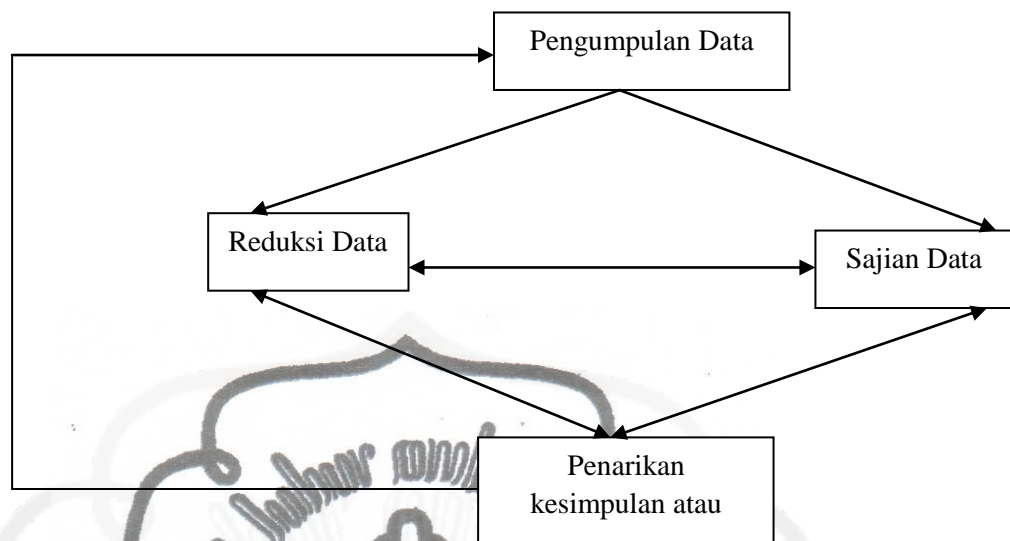 Pengumpulan Data
Reduksi Data
Sajian Data
Penarikan
kesimpulan atau